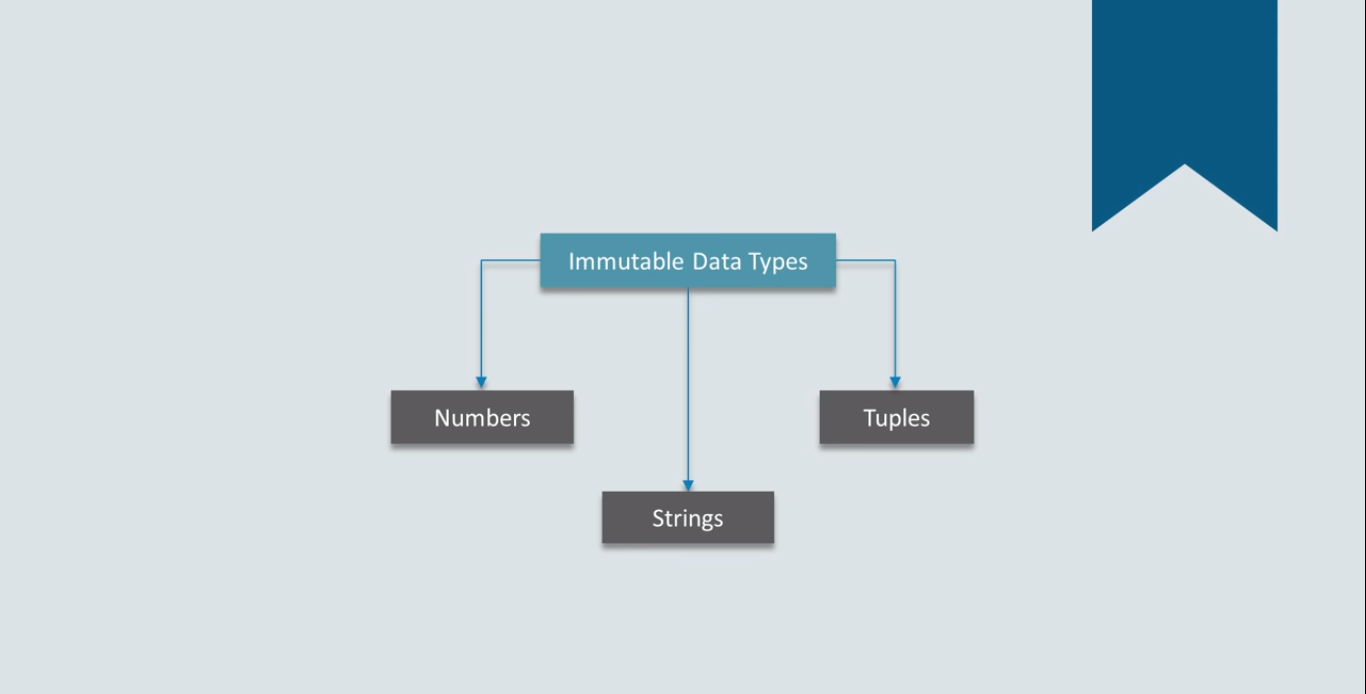 Immutable Data Types
Numbers
Tuples
Strings